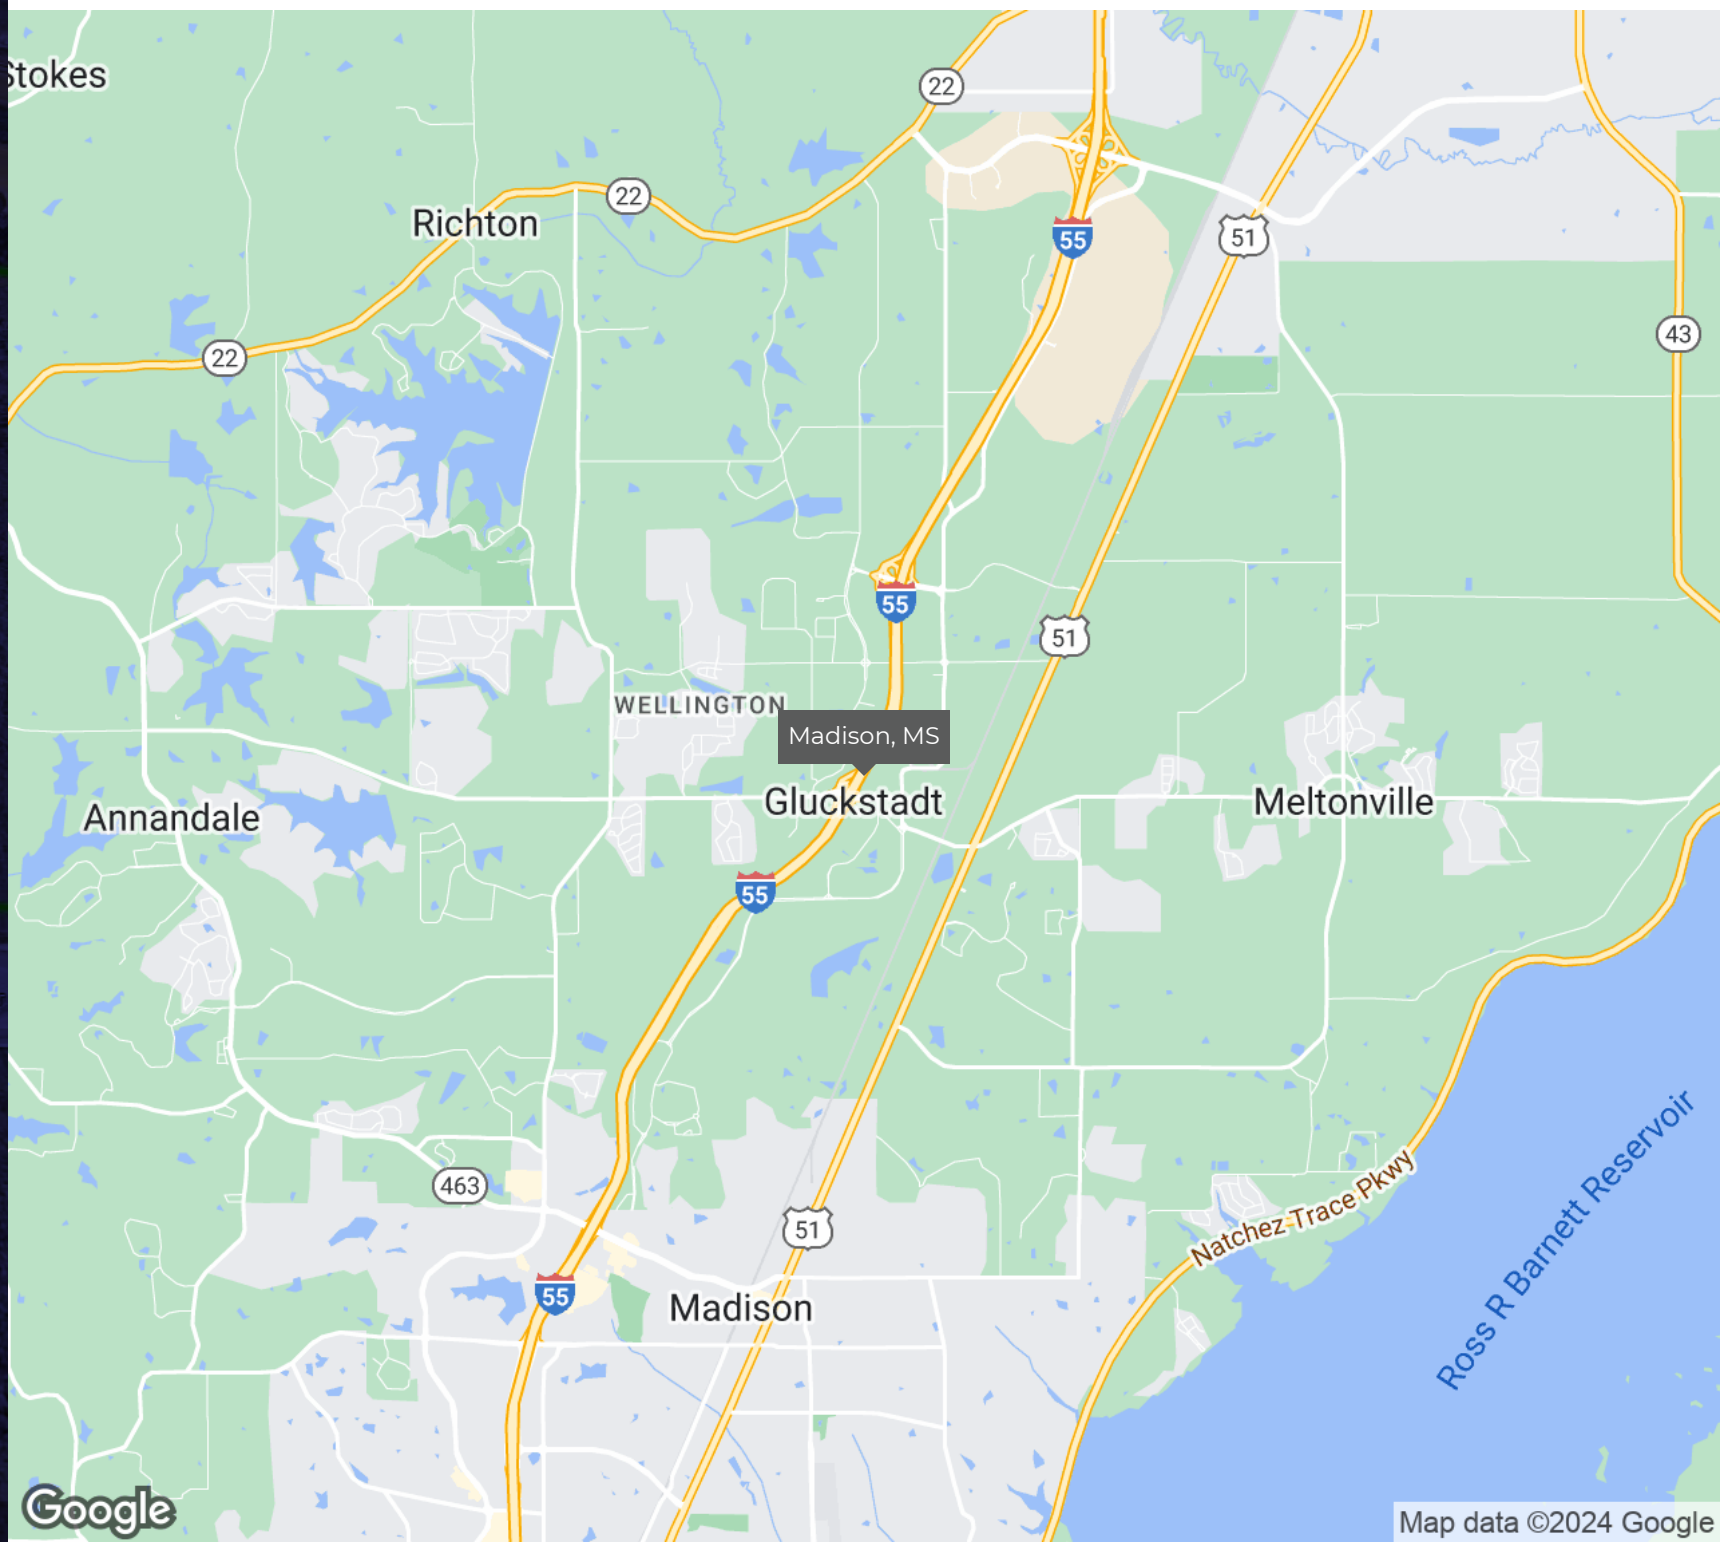 Stokes
22
22
Richton
55
51
22
43
55
51
WELLINGTON
Madison, MS
Gluckstadt
Meltonville
Annandale
55
463
51
Natchez Trace Pkwy
Ross R Barnett Reservoir
55
Madison
Google
Map data ©2024 Google